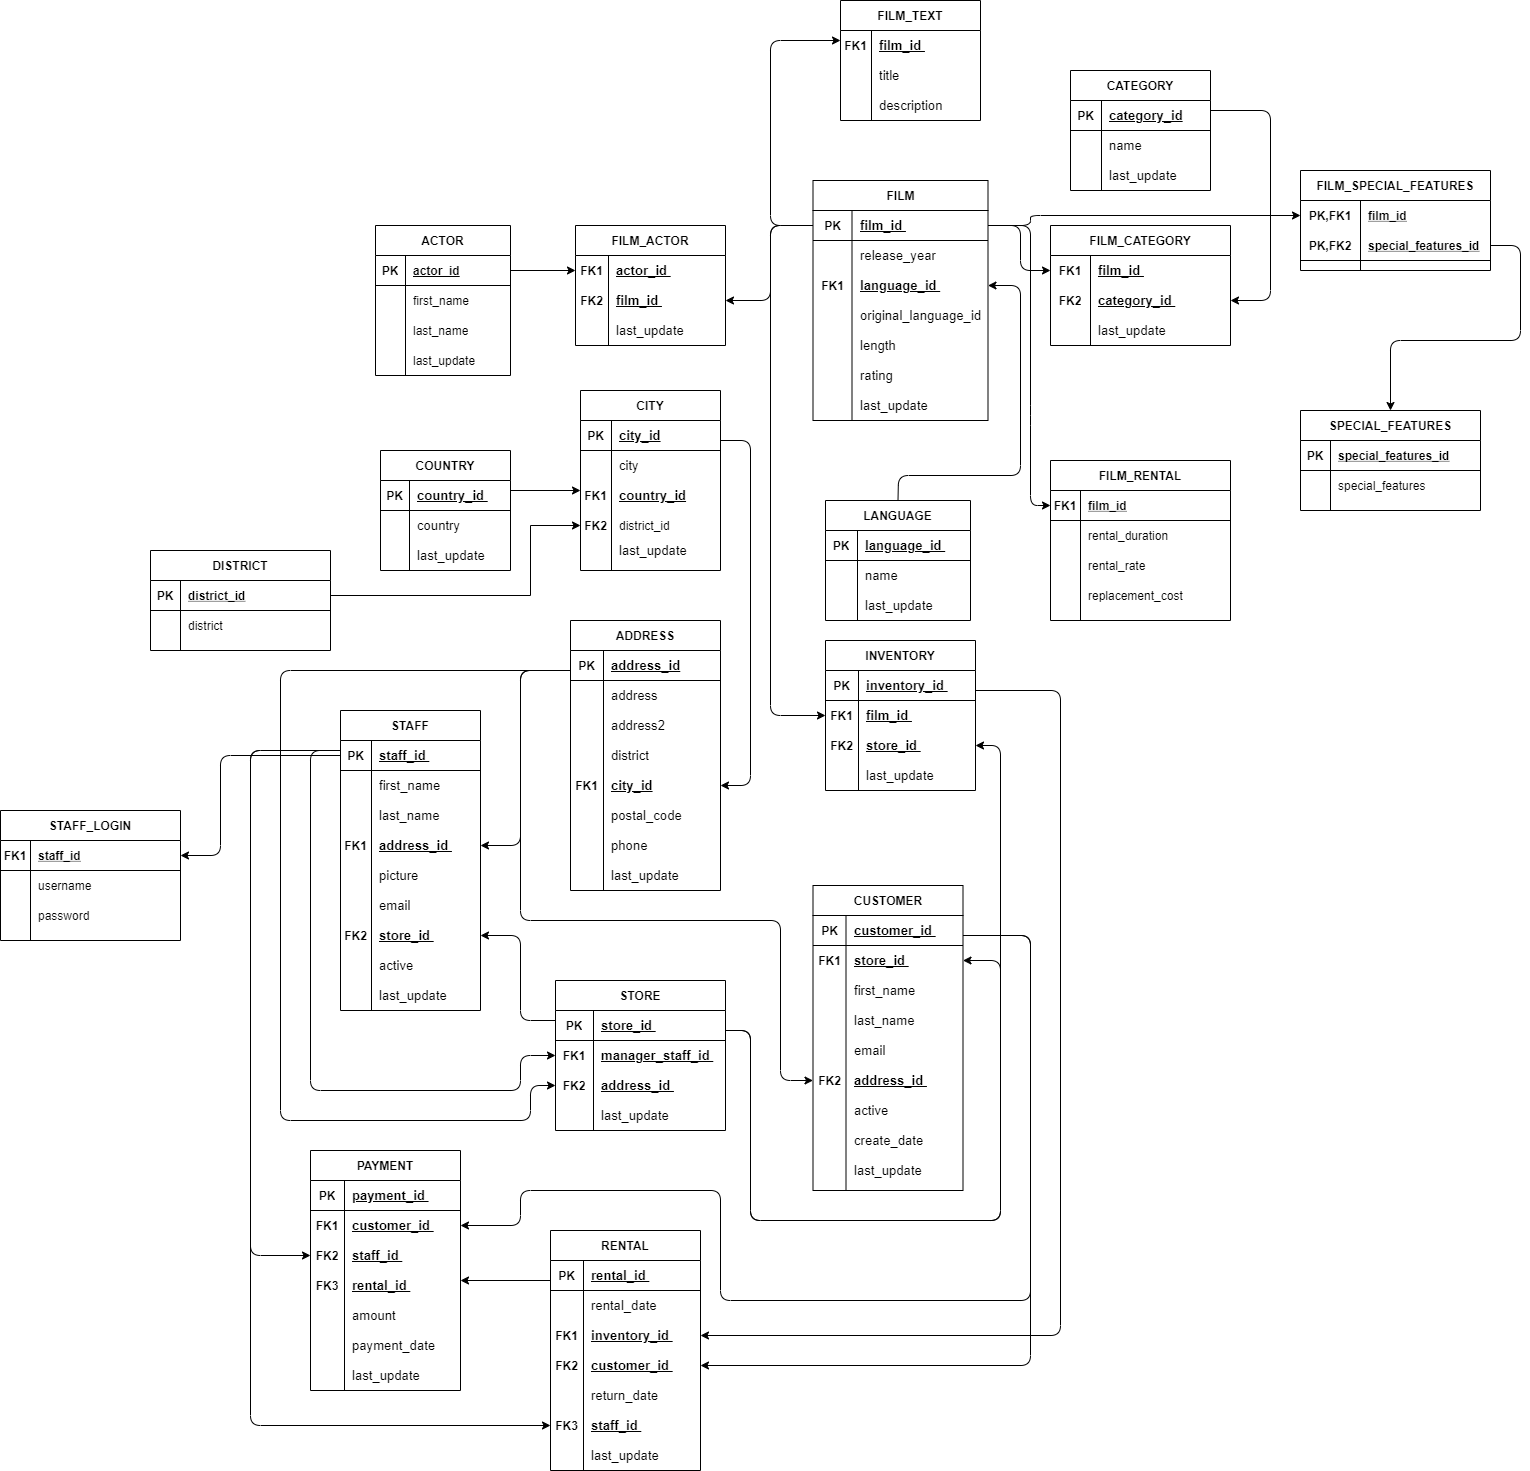 FILM_TEXT
FK1 film_id
title
description
CATEGORY
PK category_id
name
last_update
FILM_SPECIAL_FEATURES
PK,FK1 film_id
PK,FK2 special_features_id
FILM
PK film_id
release_year
FK1 language_id
original_language_id
length
rating
last_update
ACTOR
PK actor_id
first_name
last_name
last_update
FILM_ACTOR
FK1 actor_id
FK2 film_id
last_update
FILM_CATEGORY
FK1 film_id
FK2 category_id
last_update
CITY
PK city_id
city
FK1 country_id
FK2 district_id
last_update
COUNTRY
PK country_id
country
last_update
SPECIAL_FEATURES
PK special_features_id
special_features
FILM_RENTAL
FK1 film_id
rental_duration
rental_rate
replacement_cost
LANGUAGE
PK language_id
name
last_update
DISTRICT
PK district_id
district
ADDRESS
PK address_id
address
address2
district
FK1 city_id
postal_code
phone
last_update
INVENTORY
PK inventory_id
FK1 film_id
FK2 store_id
last_update
STAFF
PK staff_id
first_name
last_name
FK1 address_id
picture
email
FK2 store_id
active
last_update
STAFF_LOGIN
FK1 staff_id
username
password
CUSTOMER
PK customer_id
FK1 store_id
first_name
last_name
email
FK2 address_id
active
create_date
last_update
STORE
PK store_id
FK1 manager_staff_id
FK2 address_id
last_update
PAYMENT
PK payment_id
FK1 customer_id
FK2 staff_id
FK3 rental_id
amount
payment_date
last_update
RENTAL
PK rental_id
rental_date
FK1 inventory_id
FK2 customer_id
return_date
FK3 staff_id
last_update